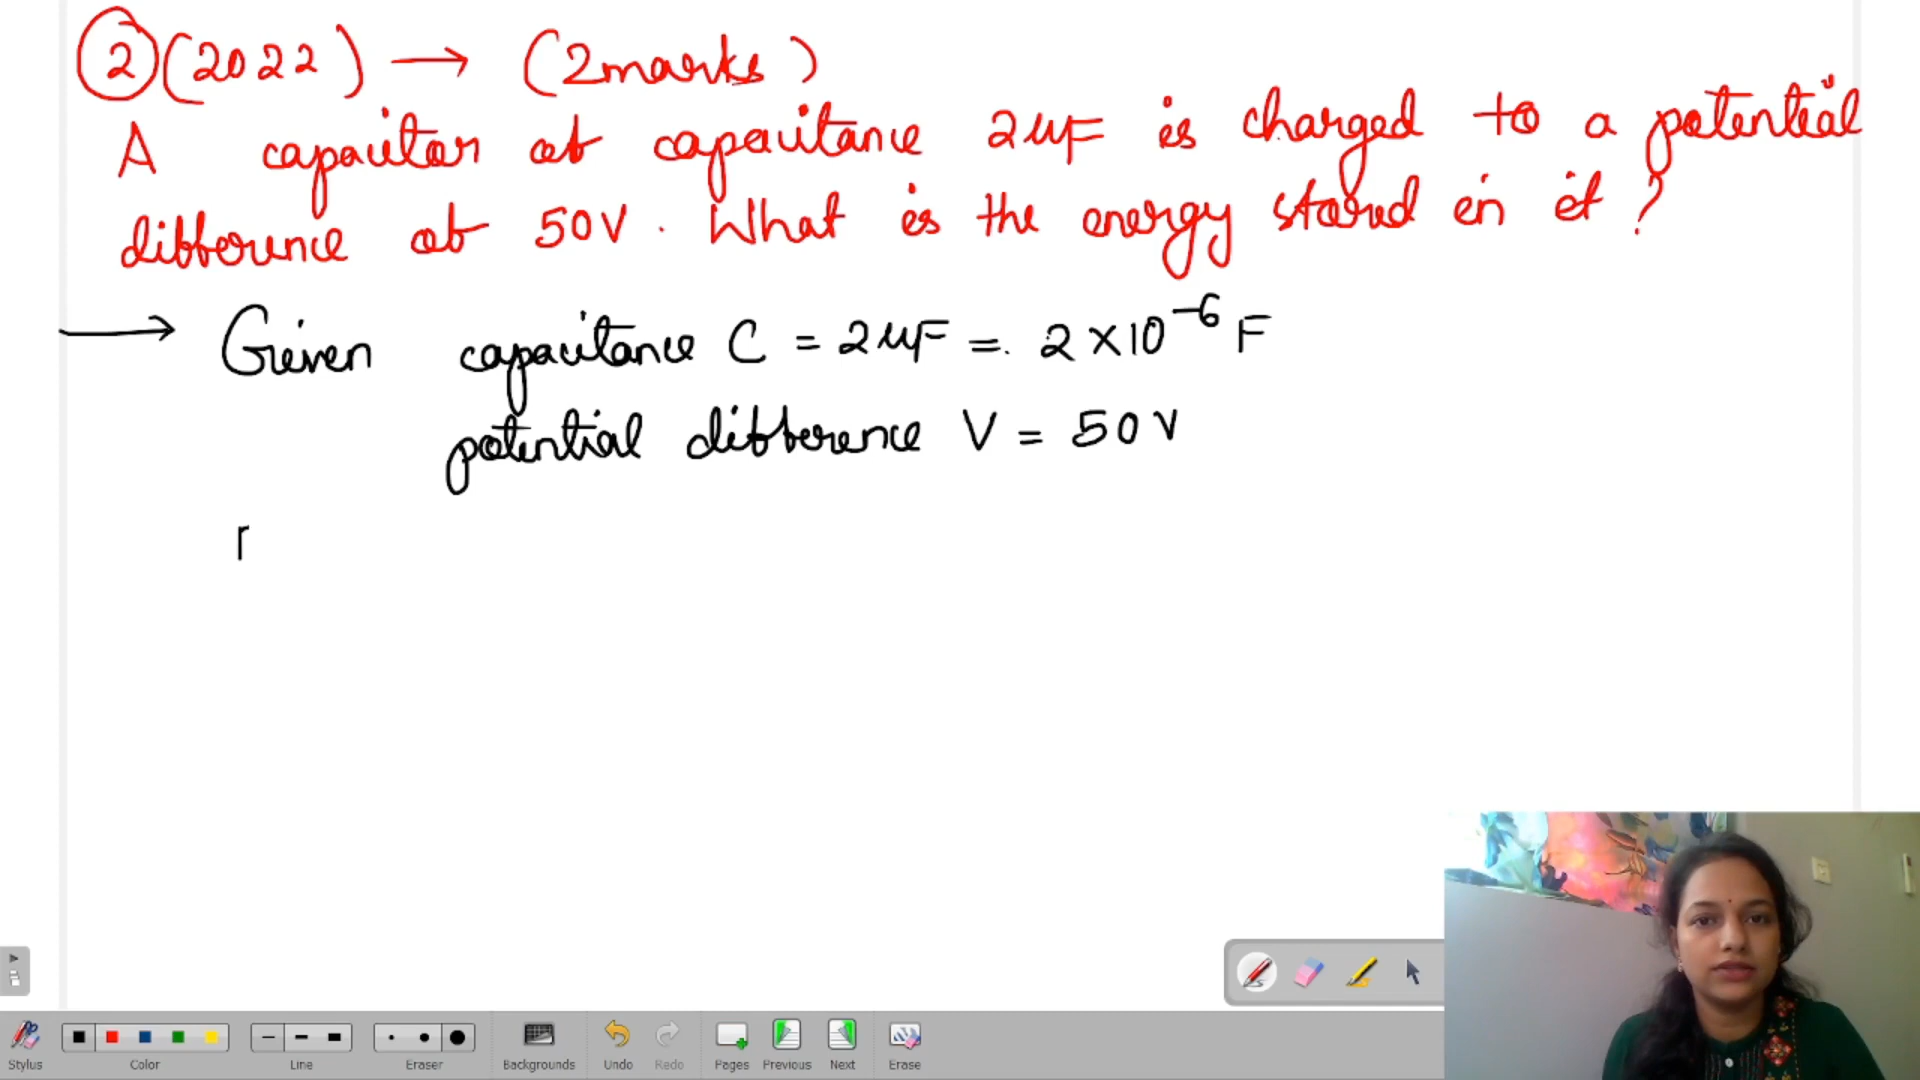 2 (2022) → (2 marks)
A capacitor of capacitance 2μF is charged to a potential
difference of 50V. What is the energy stored in it?
→ Given capacitance C = 2μF = 2 × 10⁻⁶ F
potential difference V = 50 V
Stylus Color Line Eraser Backgrounds Undo Redo Pages Previous Next Erase